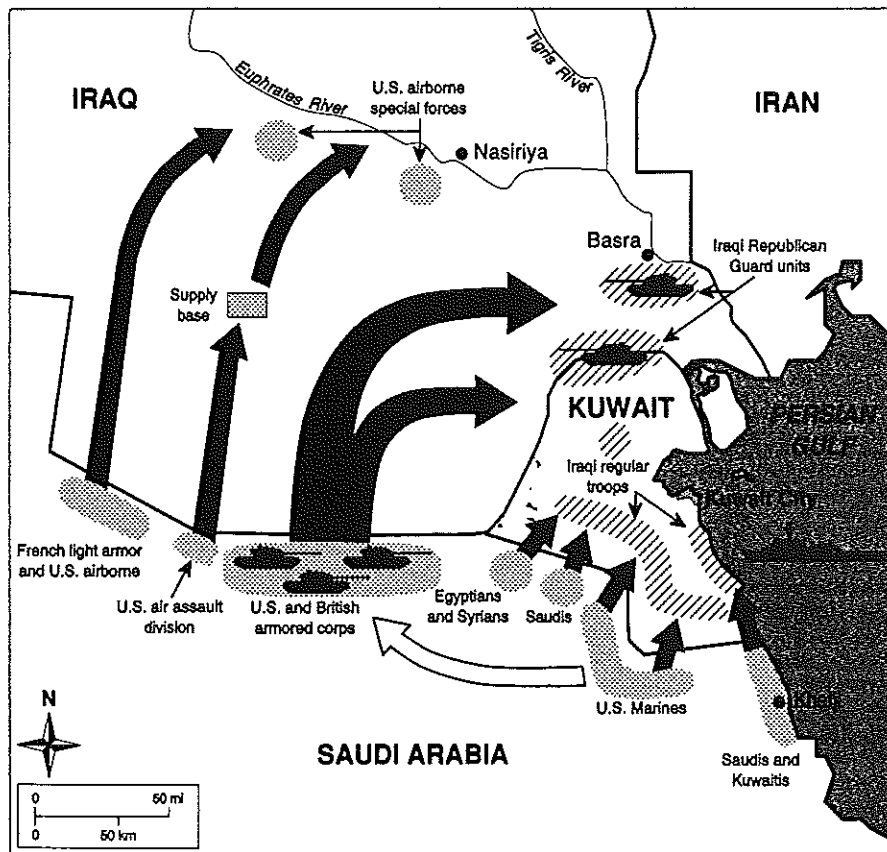 IRAQ
Euphrates River
Tigris River
U.S. airborne
special forces
IRAN
Nasiriya
Basra
Iraqi Republican
Guard units
Supply
base
KUWAIT
PERSIAN
GULF
Iraqi regular
troops
Kuwait City
French light armor
and U.S. airborne
U.S. air assault
division
U.S. and British
armored corps
Egyptians
and Syrians
Saudis
U.S. Marines
Khafji
Saudis and
Kuwaitis
SAUDI ARABIA
N
0 50 mi
0 50 km